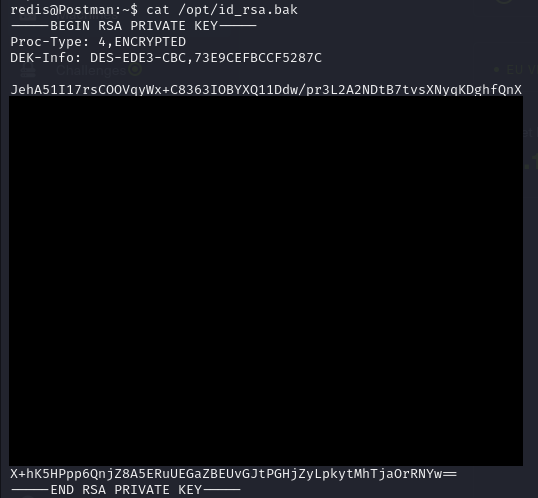 redis@Postman:~$ cat /opt/id_rsa.bak
-----BEGIN RSA PRIVATE KEY-----
Proc-Type: 4,ENCRYPTED
DEK-Info: DES-EDE3-CBC,73E9CEFBCCF5287C
JehA51I17rsCOOVqyWx+C8363IOBYXQ11Ddw/pr3L2A2NDtB7tvsXNyqKDghfQnX
X+hK5HPpp6QnjZ8A5ERuUEGaZBEUvGJtPGHjZyLpkytMhTjaOrRNYw==
-----END RSA PRIVATE KEY-----